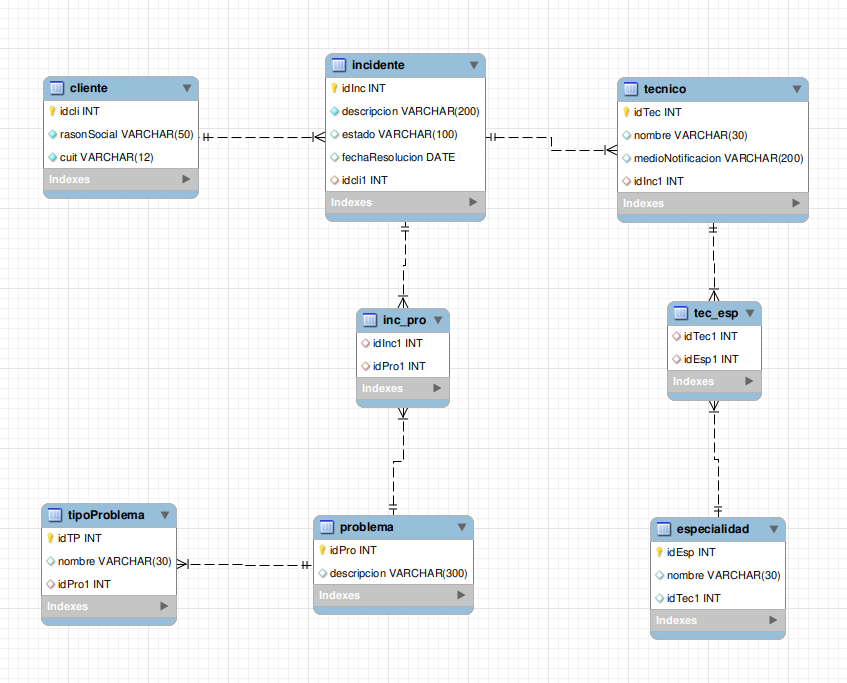 cliente
idcli INT
rasonSocial VARCHAR(50)
cuit VARCHAR(12)
Indexes
incidente
idInc INT
descripcion VARCHAR(200)
estado VARCHAR(100)
fechaResolucion DATE
idcli1 INT
Indexes
tecnico
idTec INT
nombre VARCHAR(30)
medioNotificacion VARCHAR(200)
idInc1 INT
Indexes
inc_pro
idInc1 INT
idPro1 INT
Indexes
tec_esp
idTec1 INT
idEsp1 INT
Indexes
tipoProblema
idTP INT
nombre VARCHAR(30)
idPro1 INT
Indexes
problema
idPro INT
descripcion VARCHAR(300)
Indexes
especialidad
idEsp INT
nombre VARCHAR(30)
idTec1 INT
Indexes